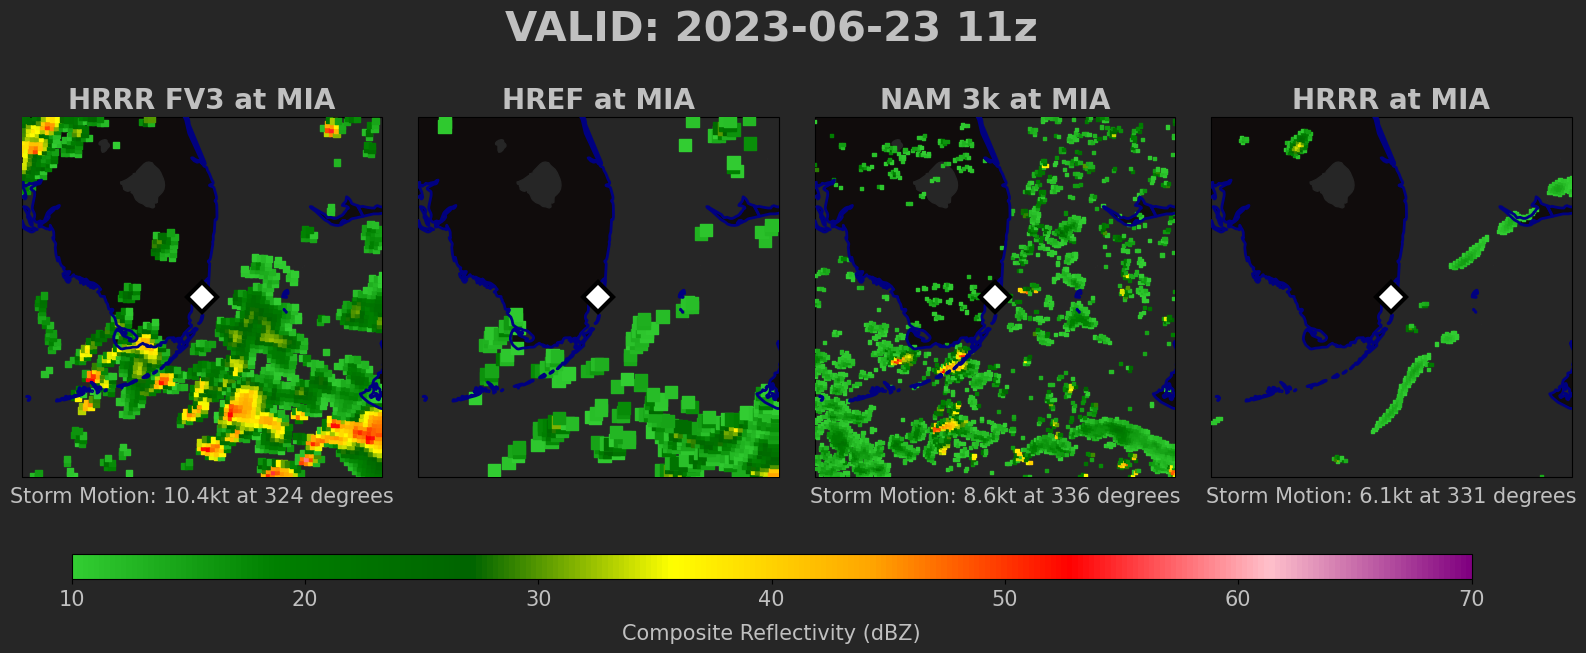 VALID: 2023-06-23 11z
HRRR FV3 at MIA
HREF at MIA
NAM 3k at MIA
HRRR at MIA
Storm Motion: 10.4kt at 324 degrees
Storm Motion: 8.6kt at 336 degrees
Storm Motion: 6.1kt at 331 degrees
10 20 30 40 50 60 70
Composite Reflectivity (dBZ)